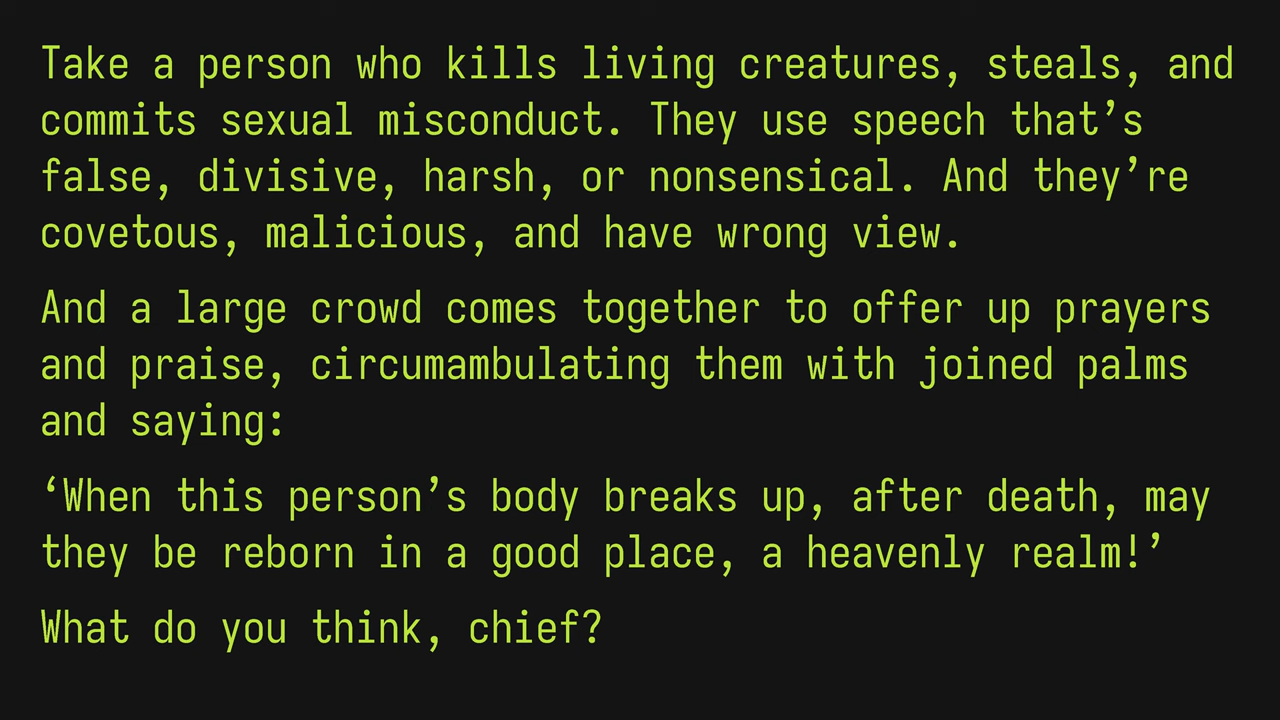 Take a person who kills living creatures, steals, and
commits sexual misconduct. They use speech that’s
false, divisive, harsh, or nonsensical. And they’re
covetous, malicious, and have wrong view.
And a large crowd comes together to offer up prayers
and praise, circumambulating them with joined palms
and saying:
‘When this person’s body breaks up, after death, may
they be reborn in a good place, a heavenly realm!’
What do you think, chief?